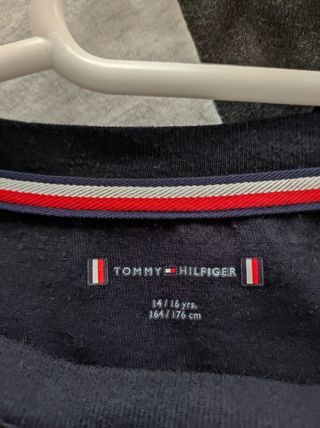 TOMMY HILFIGER
14/16 yrs.
164/176 cm